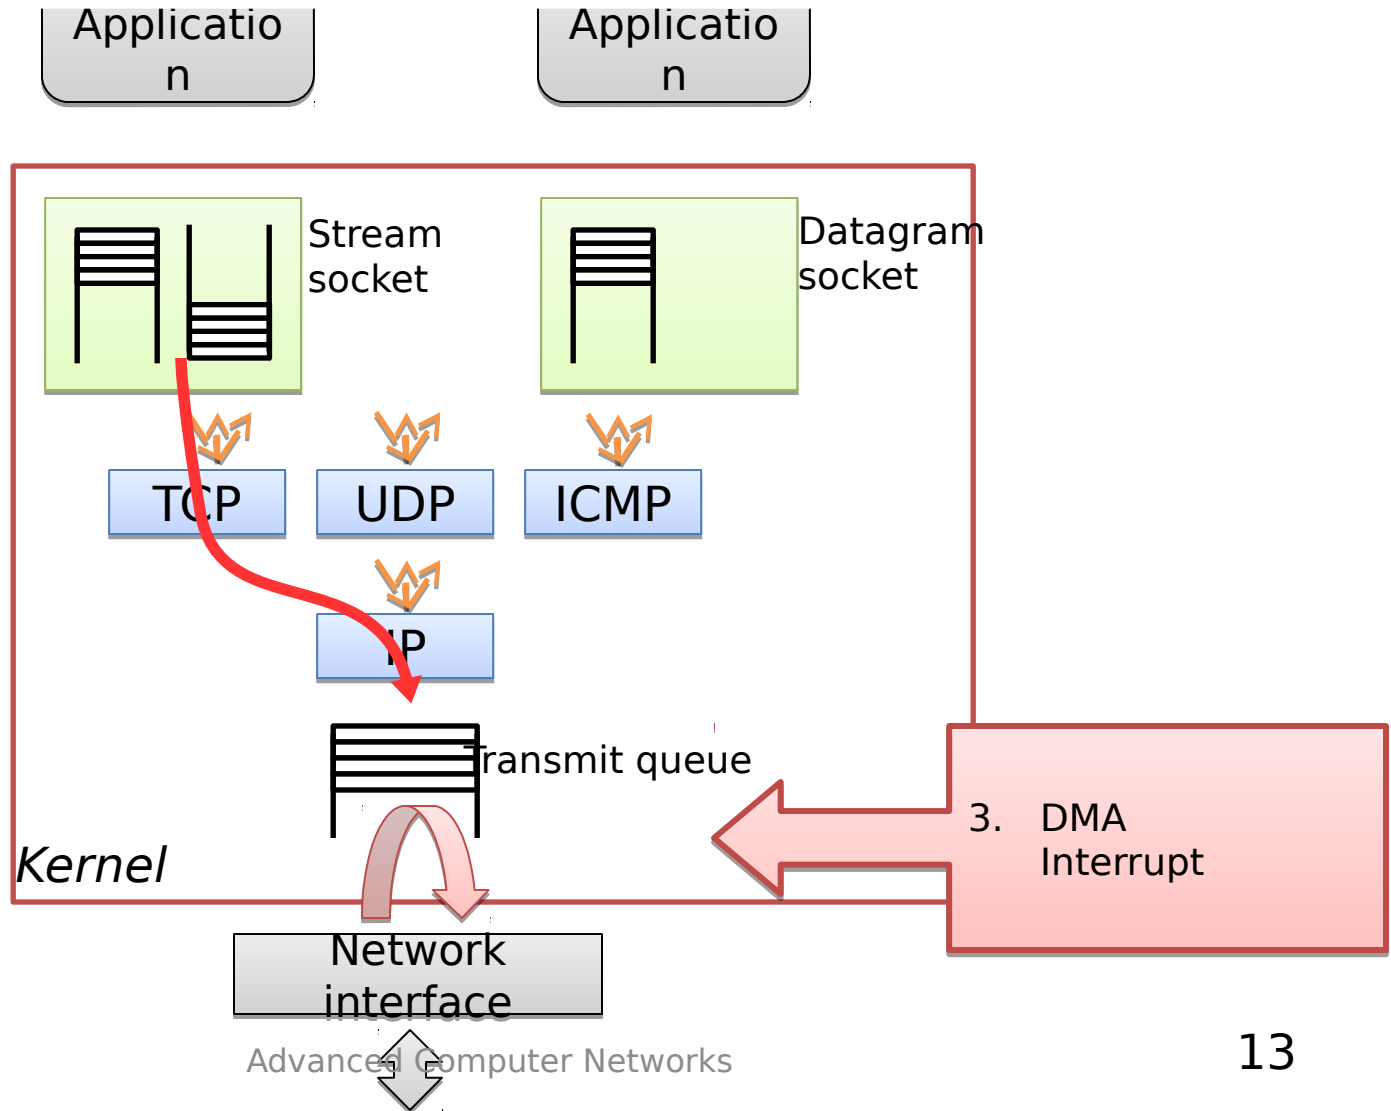 Applicatio
n
Applicatio
n
Stream
socket
Datagram
socket
TCP
UDP
ICMP
IP
Transmit queue
3. DMA
Interrupt
Kernel
Network
interface
Advanced Computer Networks
13